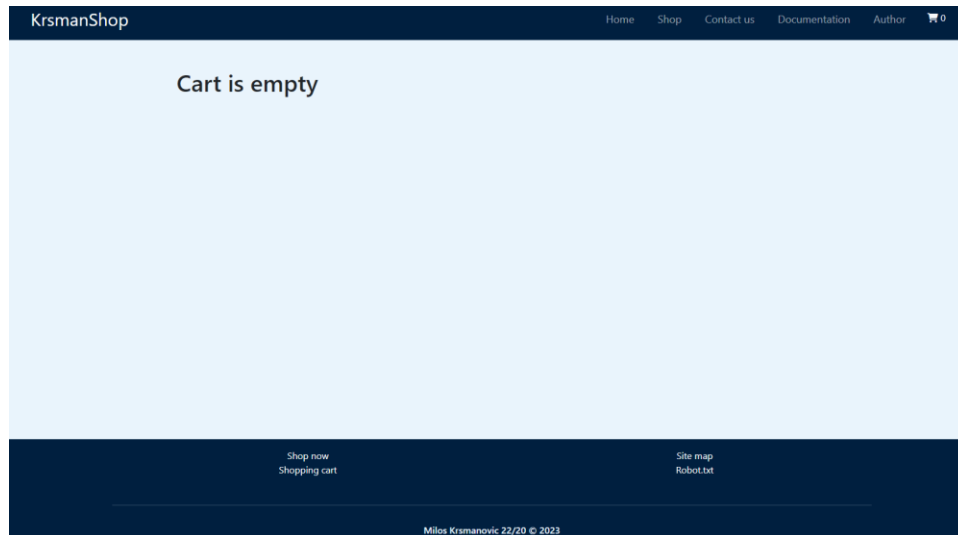 KrsmanShop Home Shop Contact us Documentation Author 0
Cart is empty
Shop now
Shopping cart
Site map
Robot.txt
Milos Krsmanovic 22/20 © 2023